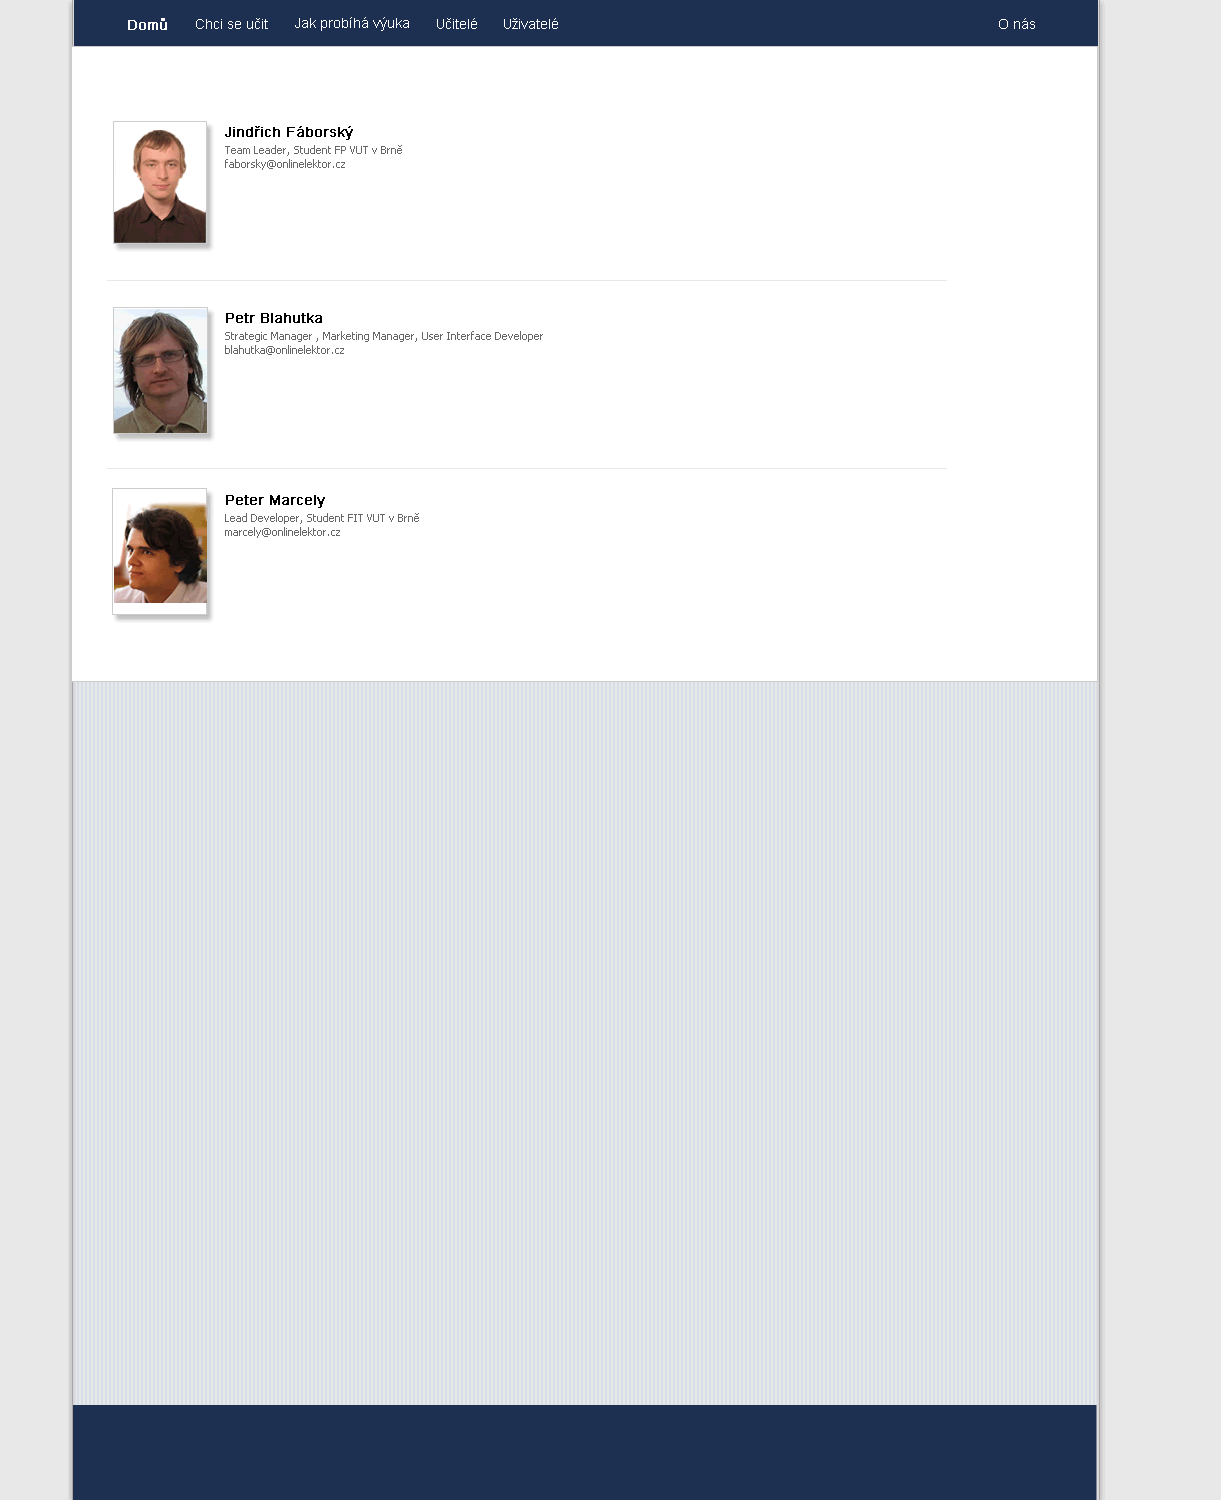 Domů Chci se učit Jak probíhá výuka Učitelé Uživatelé O nás
Jindřich Fáborský
Team Leader, Student FP VUT v Brně
faborsky@onlinelektor.cz
Petr Blahutka
Strategic Manager , Marketing Manager, User Interface Developer
blahutka@onlinelektor.cz
Peter Marcely
Lead Developer, Student FIT VUT v Brně
marcely@onlinelektor.cz